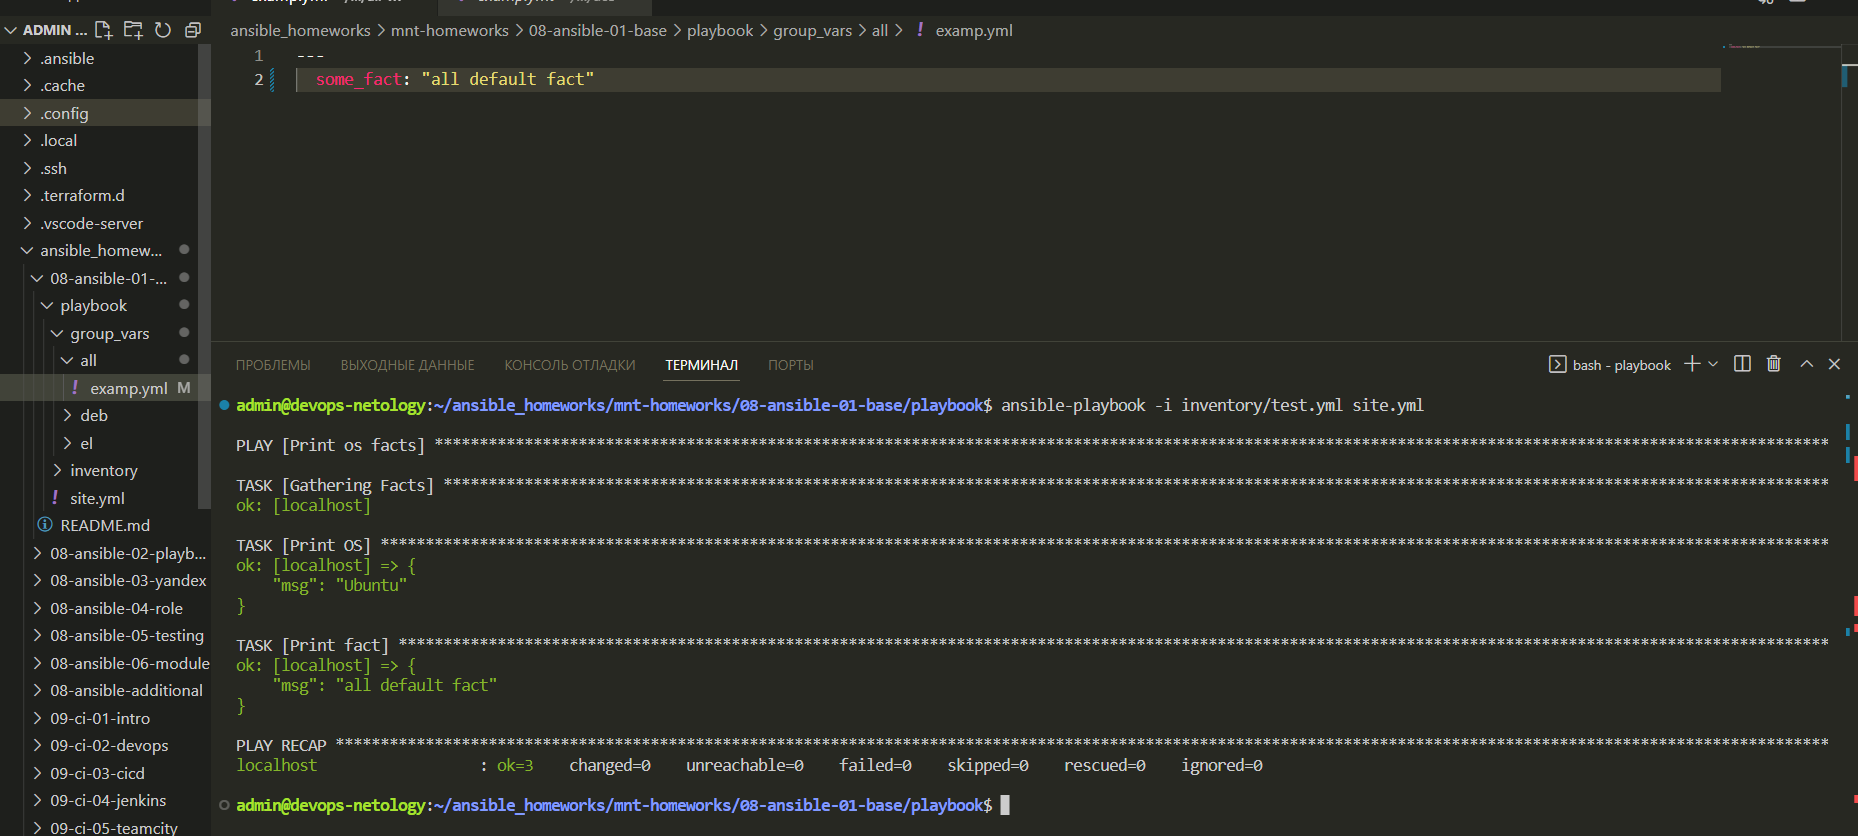 ADMIN ...
.ansible
.cache
.config
.local
.ssh
.terraform.d
.vscode-server
ansible_homew...
08-ansible-01-...
playbook
group_vars
all
! examp.yml M
deb
el
inventory
! site.yml
README.md
08-ansible-02-playb...
08-ansible-03-yandex
08-ansible-04-role
08-ansible-05-testing
08-ansible-06-module
08-ansible-additional
09-ci-01-intro
09-ci-02-devops
09-ci-03-cicd
09-ci-04-jenkins
09-ci-05-teamcity
ansible_homeworks > mnt-homeworks > 08-ansible-01-base > playbook > group_vars > all > ! examp.yml
1 ---
2 some_fact: "all default fact"
ПРОБЛЕМЫ ВЫХОДНЫЕ ДАННЫЕ КОНСОЛЬ ОТЛАДКИ ТЕРМИНАЛ ПОРТЫ
bash - playbook
admin@devops-netology:~/ansible_homeworks/mnt-homeworks/08-ansible-01-base/playbook$ ansible-playbook -i inventory/test.yml site.yml
PLAY [Print os facts] ***********************************************************************************************************************************************************
TASK [Gathering Facts] **********************************************************************************************************************************************************
ok: [localhost]
TASK [Print OS] *****************************************************************************************************************************************************************
ok: [localhost] => {
"msg": "Ubuntu"
}
TASK [Print fact] ***************************************************************************************************************************************************************
ok: [localhost] => {
"msg": "all default fact"
}
PLAY RECAP **********************************************************************************************************************************************************************
localhost : ok=3 changed=0 unreachable=0 failed=0 skipped=0 rescued=0 ignored=0
admin@devops-netology:~/ansible_homeworks/mnt-homeworks/08-ansible-01-base/playbook$